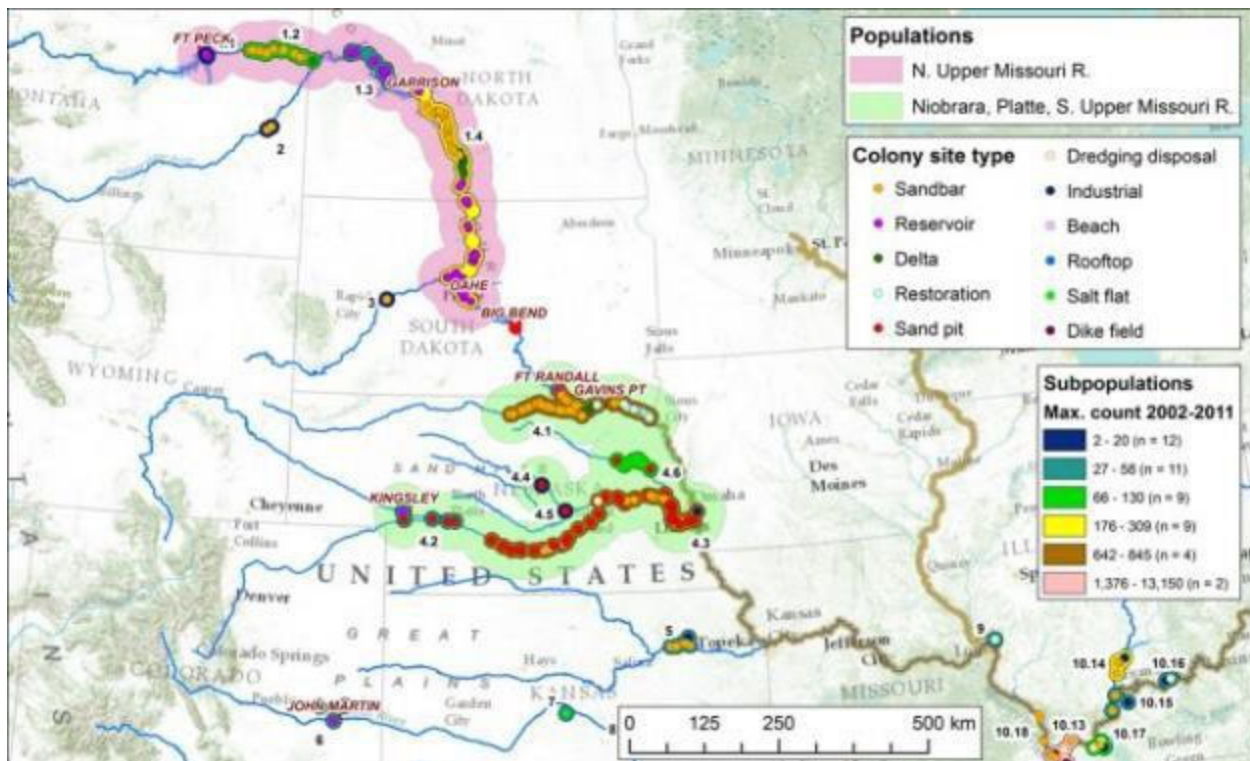 FT PECK
1.2
Minot
Grand
Forks
GARRISON
NORTH
DAKOTA
1.3
1.4
2
MINNESOTA
St.
Cloud
Aberdeen
Minneapolis
Mankato
OAHE
3
Rapid
City
BIG BEND
SOUTH
DAKOTA
Sioux
Falls
WYOMING
Casper
FT RANDALL
GAVINS PT
Sioux
City
4.1
Cedar
Falls
Cedar
Rapids
IOWA
Ames
Des
Moines
4.4
4.5
4.6
KINGSLEY
Cheyenne
Fort
Collins
4.2
4.3
UNITED STATES
Denver
GREAT
PLAINS
Colorado Springs
COLORADO
Hays
5
Topeka
Kansas
Jefferson
MISSOURI
9
JOHN MARTIN
6
Garden
City
KANSAS
7
8
10.14
10.16
10.15
10.13
10.18
10.17
Bowling
Green
Populations
N. Upper Missouri R.
Niobrara, Platte, S. Upper Missouri R.
Colony site type
Sandbar
Reservoir
Delta
Restoration
Sand pit
Dredging disposal
Industrial
Beach
Rooftop
Salt flat
Dike field
Subpopulations
Max. count 2002-2011
2 - 20 (n = 12)
27 - 58 (n = 11)
66 - 130 (n = 9)
176 - 309 (n = 9)
642 - 845 (n = 4)
1,376 - 13,150 (n = 2)
0 125 250 500 km